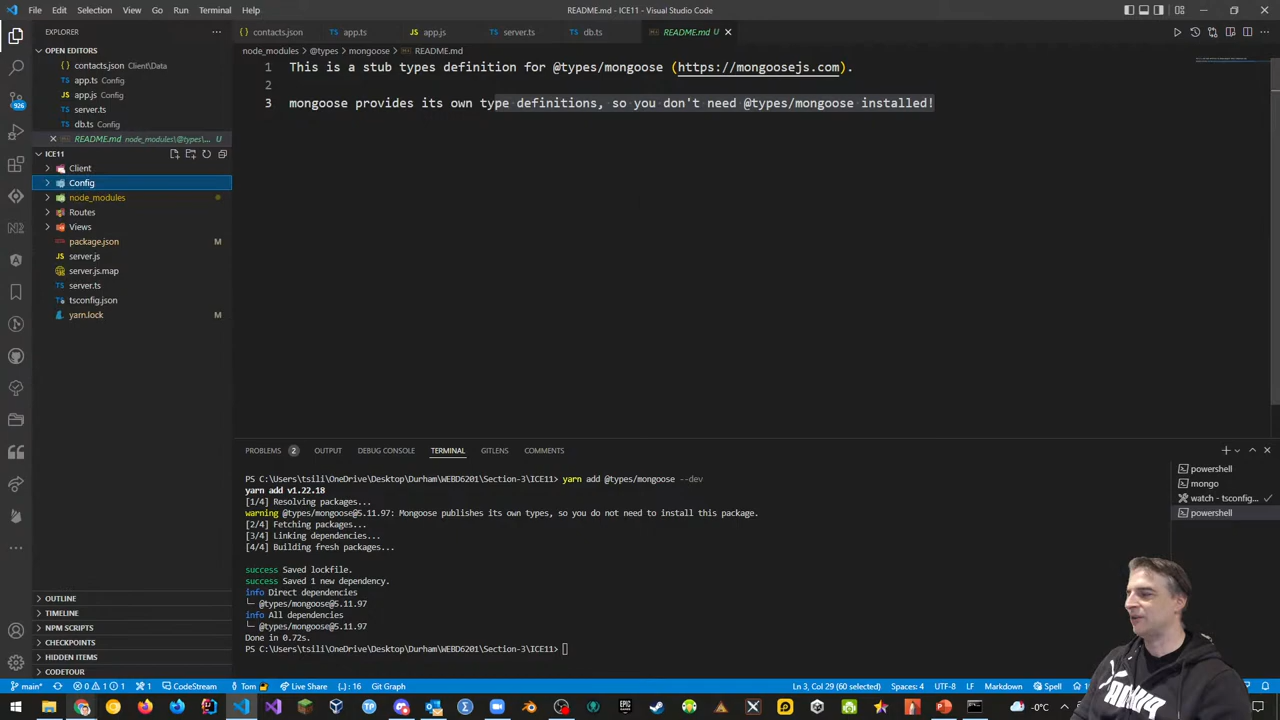 File Edit Selection View Go Run Terminal Help
README.md - ICE11 - Visual Studio Code
EXPLORER
OPEN EDITORS
contacts.json Client\Data
app.ts Config
app.js Config
server.ts
db.ts Config
README.md node_modules\@types\... U
ICE11
Client
Config
node_modules
Routes
Views
package.json M
server.js
server.js.map
server.ts
tsconfig.json
yarn.lock M
OUTLINE
TIMELINE
NPM SCRIPTS
CHECKPOINTS
HIDDEN ITEMS
CODETOUR
926
contacts.json app.ts app.js server.ts db.ts README.md U
node_modules > @types > mongoose > README.md
1 This is a stub types definition for @types/mongoose (https://mongoosejs.com).
2
3 mongoose provides its own type definitions, so you don't need @types/mongoose installed!
PROBLEMS 2 OUTPUT DEBUG CONSOLE TERMINAL GITLENS COMMENTS
PS C:\Users\tsili\OneDrive\Desktop\Durham\WEBD6201\Section-3\ICE11> yarn add @types/mongoose --dev
yarn add v1.22.18
[1/4] Resolving packages...
warning @types/mongoose@5.11.97: Mongoose publishes its own types, so you do not need to install this package.
[2/4] Fetching packages...
[3/4] Linking dependencies...
[4/4] Building fresh packages...
success Saved lockfile.
success Saved 1 new dependency.
info Direct dependencies
└─ @types/mongoose@5.11.97
info All dependencies
└─ @types/mongoose@5.11.97
Done in 0.72s.
PS C:\Users\tsili\OneDrive\Desktop\Durham\WEBD6201\Section-3\ICE11>
powershell
mongo
watch - tsconfig...
powershell
main* 0 1 1 1 CodeStream Tom Live Share {..} : 16 Git Graph
Ln 3, Col 29 (60 selected) Spaces: 4 UTF-8 LF Markdown Spell
-0°C